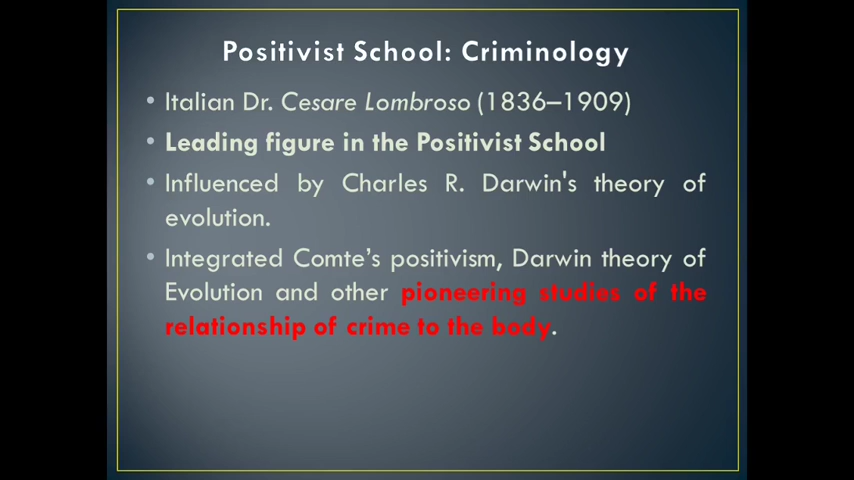 Positivist School: Criminology
• Italian Dr. Cesare Lombroso (1836–1909)
• Leading figure in the Positivist School
• Influenced by Charles R. Darwin's theory of
evolution.
• Integrated Comte’s positivism, Darwin theory of
Evolution and other pioneering studies of the
relationship of crime to the body.